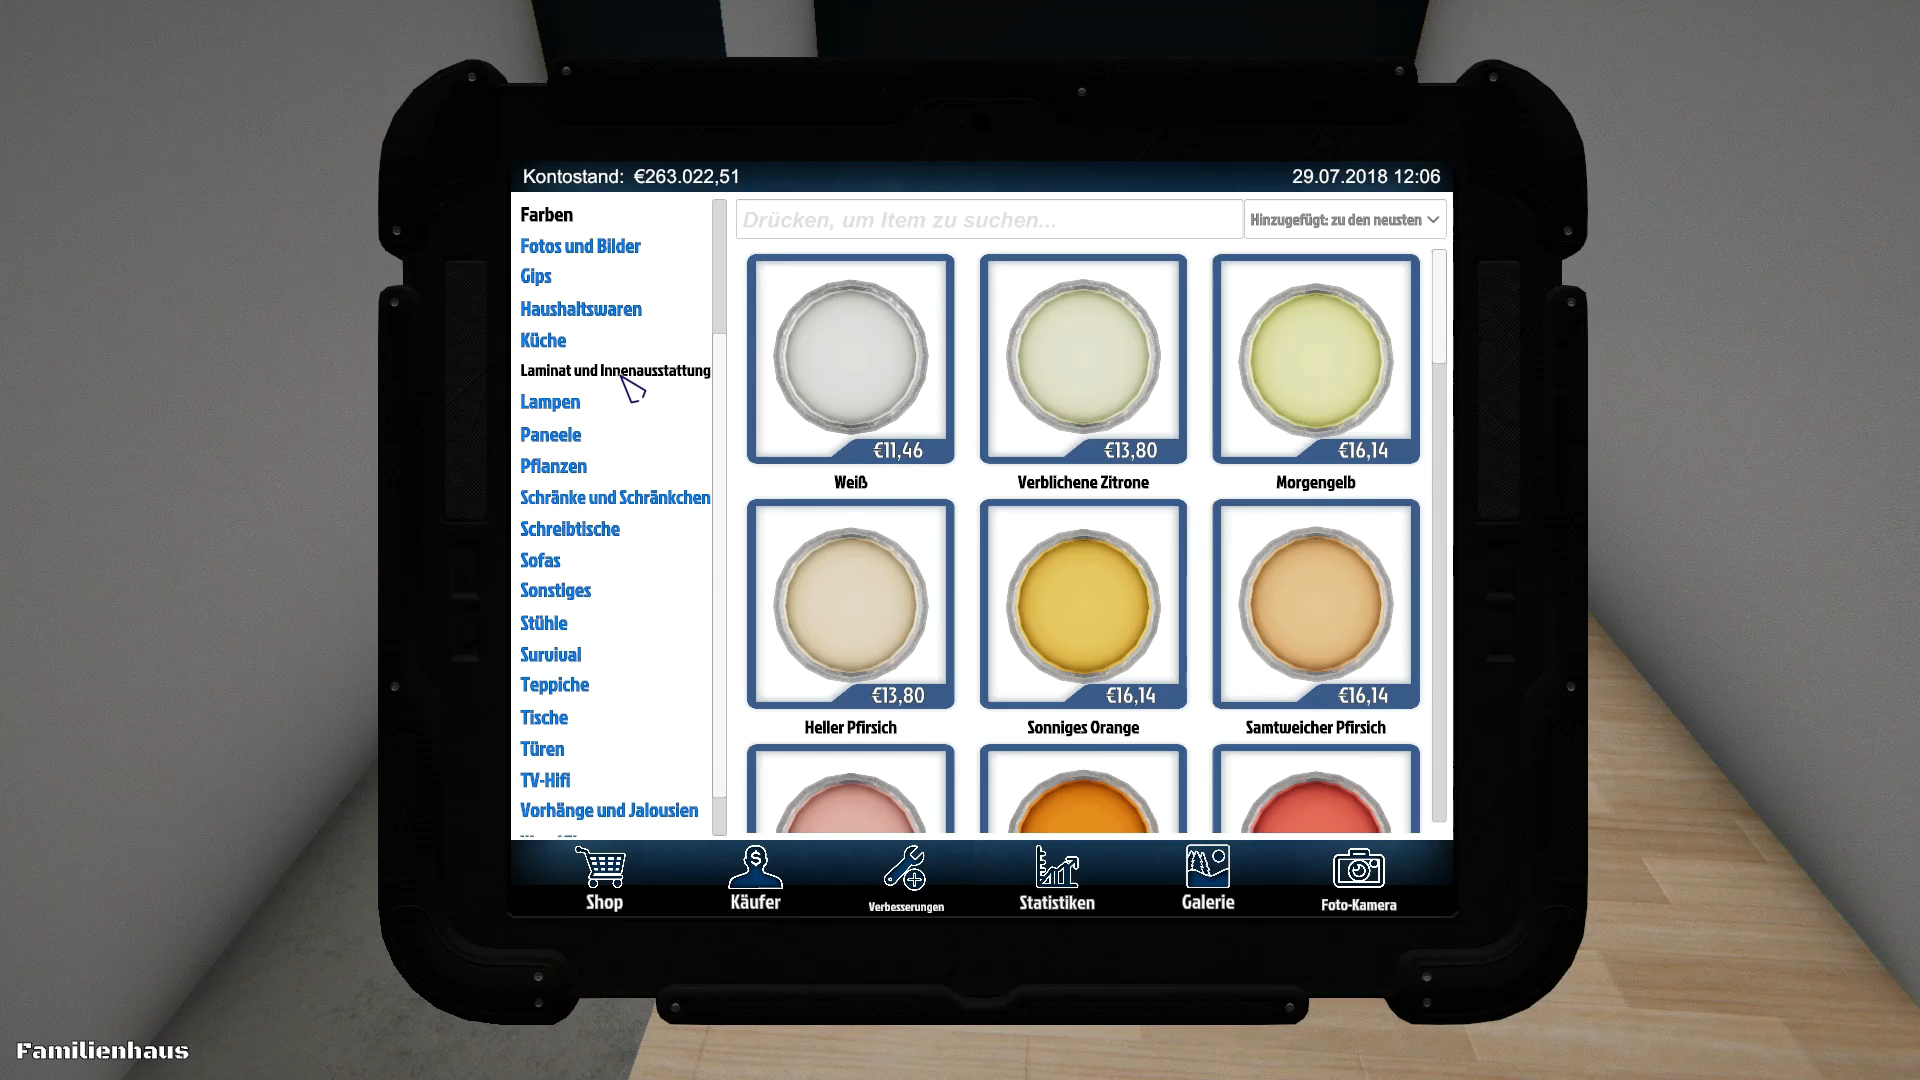 Kontostand: €263.022,51
29.07.2018 12:06
Farben
Fotos und Bilder
Gips
Haushaltswaren
Küche
Laminat und Innenausstattung
Lampen
Paneele
Pflanzen
Schränke und Schränkchen
Schreibtische
Sofas
Sonstiges
Stühle
Survival
Teppiche
Tische
Türen
TV-Hifi
Vorhänge und Jalousien
Drücken, um Item zu suchen...
Hinzugefügt: zu den neusten
€11,46
€13,80
€16,14
Weiß
Verblichene Zitrone
Morgengelb
€13,80
€16,14
€16,14
Heller Pfirsich
Sonniges Orange
Samtweicher Pfirsich
Shop
Käufer
Verbesserungen
Statistiken
Galerie
Foto-Kamera
Familienhaus